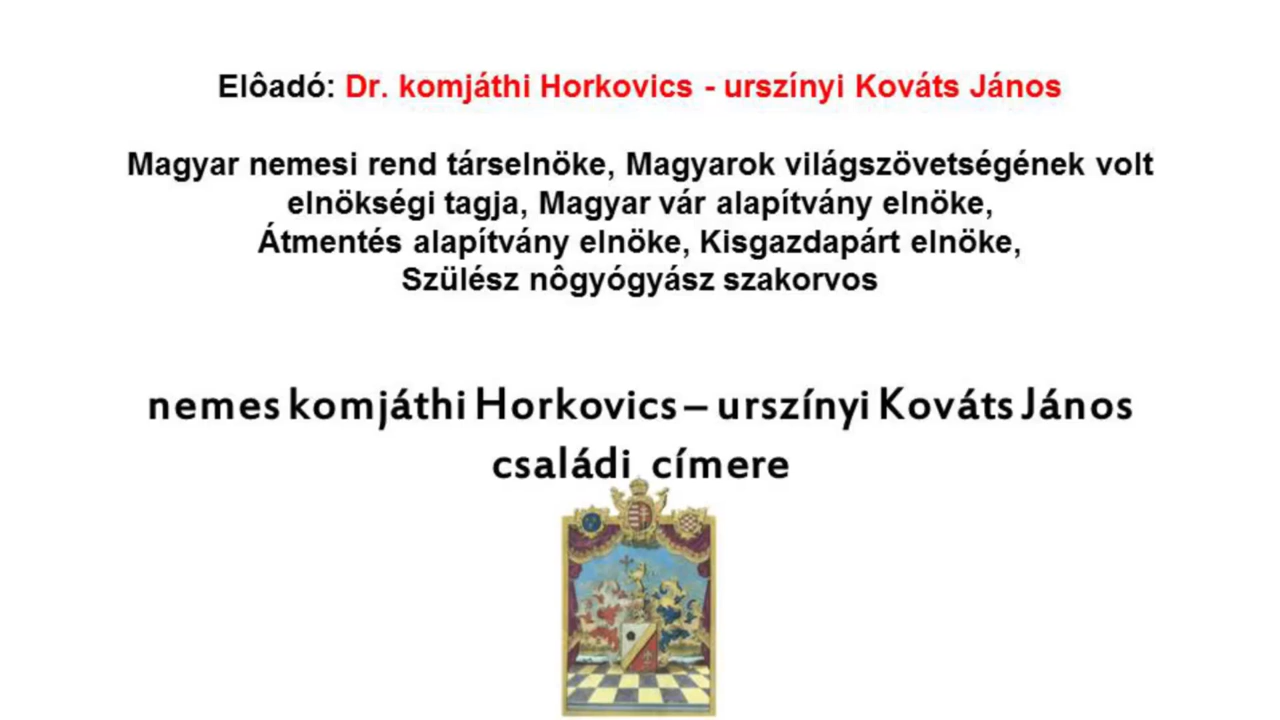 Elôadó: Dr. komjáthi Horkovics - urszínyi Kováts János
Magyar nemesi rend társelnöke, Magyarok világszövetségének volt
elnökségi tagja, Magyar vár alapítvány elnöke,
Átmentés alapítvány elnöke, Kisgazdapárt elnöke,
Szülész nôgyógyász szakorvos
nemes komjáthi Horkovics – urszínyi Kováts János
családi címere